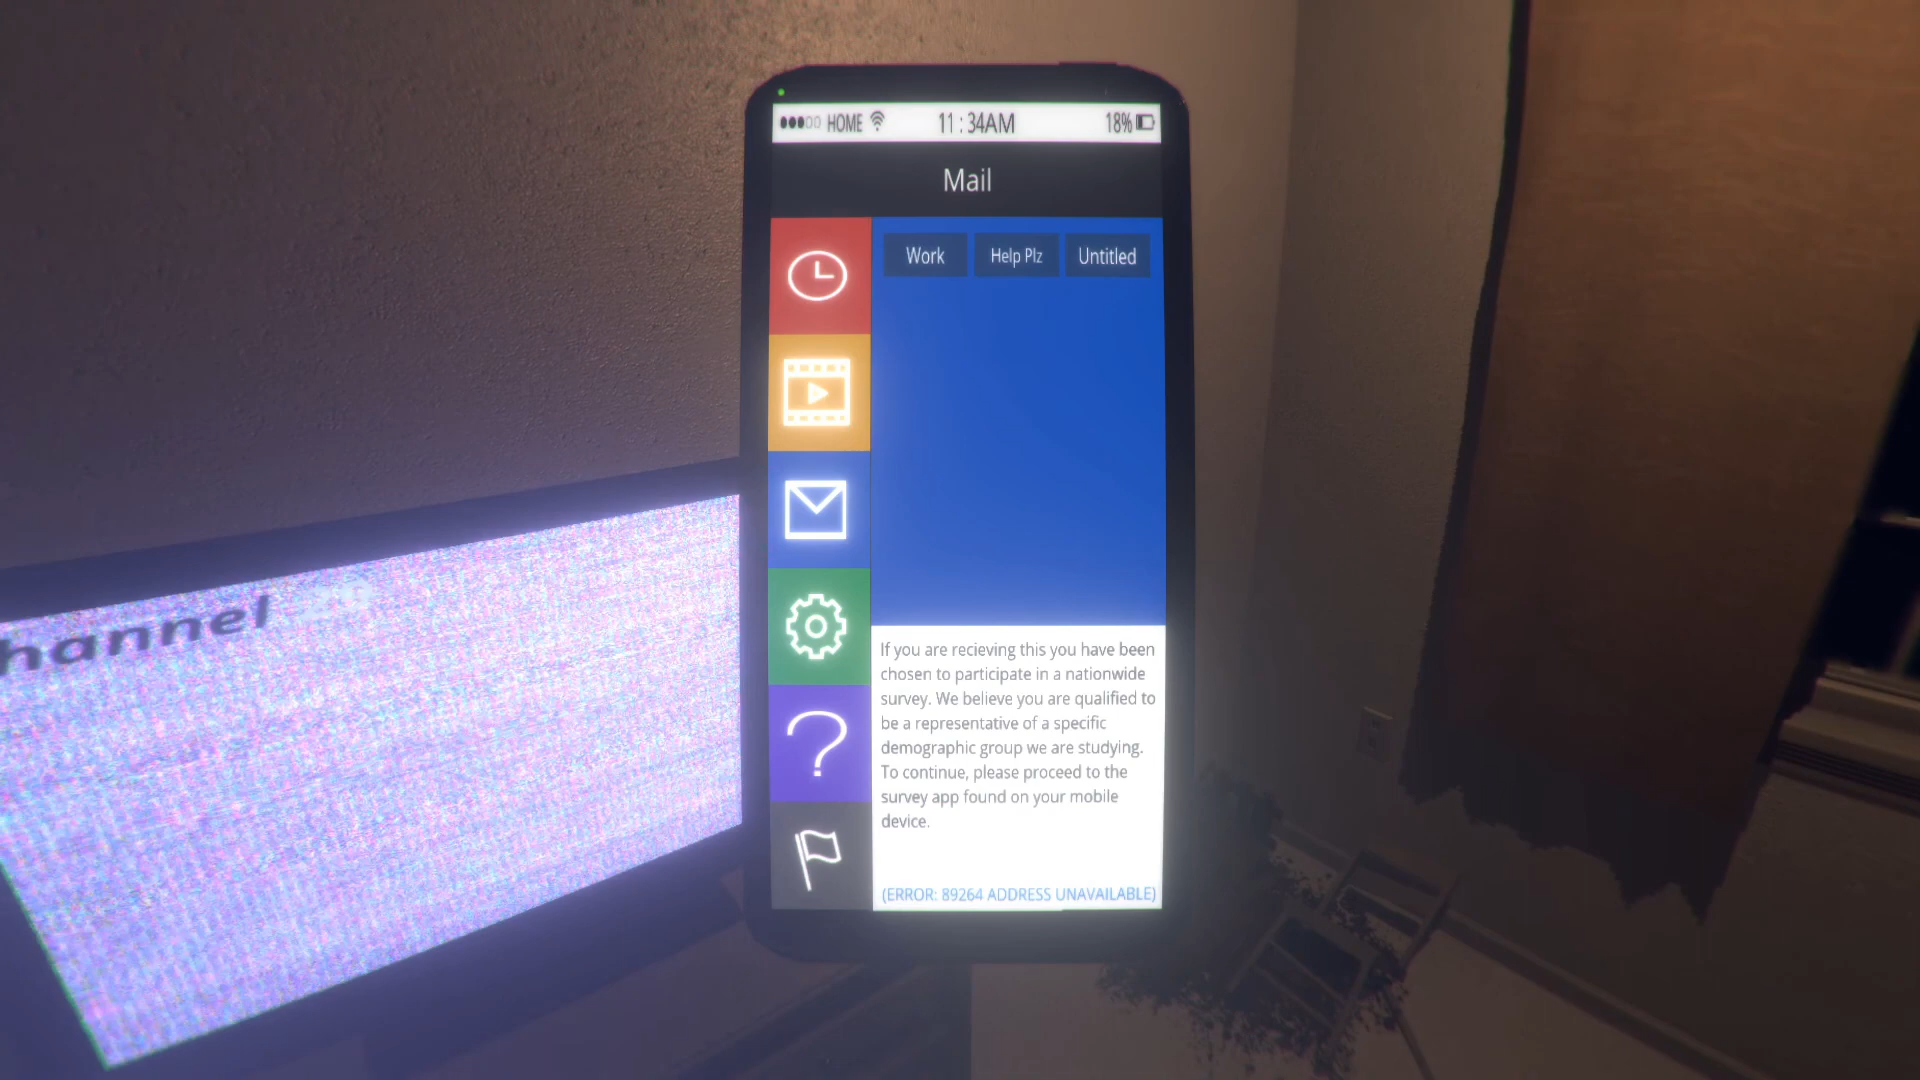 HOME 11:34AM 18%
Mail
Work Help Plz Untitled
hannel
If you are recieving this you have been
chosen to participate in a nationwide
survey. We believe you are qualified to
be a representative of a specific
demographic group we are studying.
To continue, please proceed to the
survey app found on your mobile
device.
(ERROR: 89264 ADDRESS UNAVAILABLE)